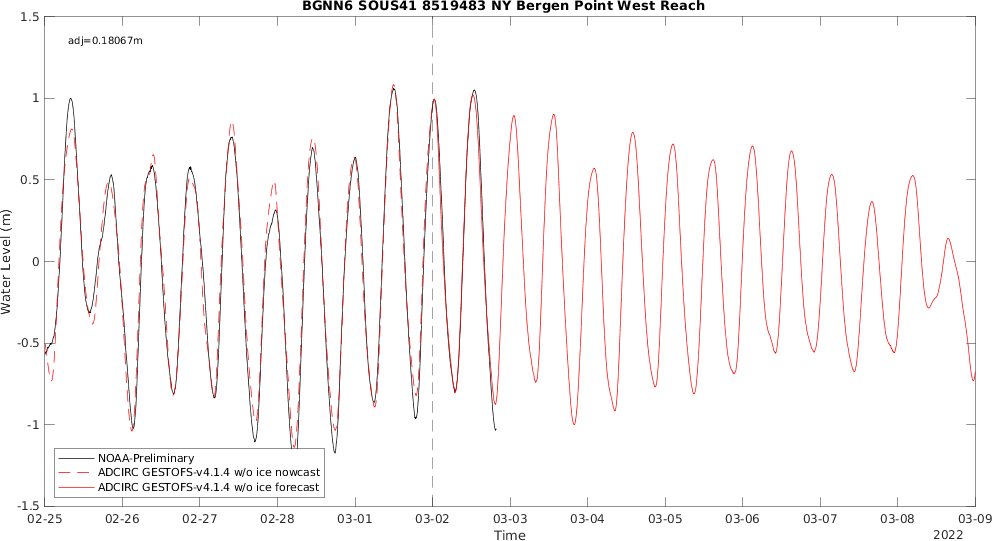 BGNN6 SOUS41 8519483 NY Bergen Point West Reach
adj=0.18067m
1.5
1
0.5
0
-0.5
-1
-1.5
Water Level (m)
NOAA-Preliminary
ADCIRC GESTOFS-v4.1.4 w/o ice nowcast
ADCIRC GESTOFS-v4.1.4 w/o ice forecast
02-25 02-26 02-27 02-28 03-01 03-02 03-03 03-04 03-05 03-06 03-07 03-08 03-09
Time
2022